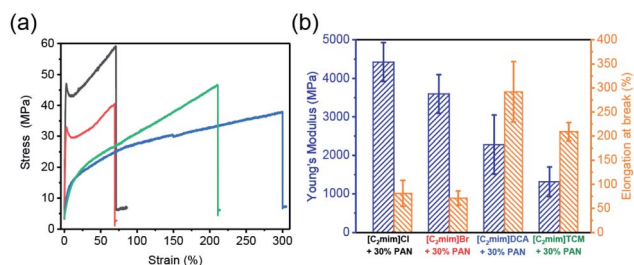 (a)
60
50
40
30
20
10
0
Stress (MPa)
0 50 100 150 200 250 300
Strain (%)
(b)
5000
4000
3000
2000
1000
0
Young's Modulus (MPa)
400
350
300
250
200
150
100
50
0
Elongation at break (%)
[C₂mim]Cl [C₂mim]Br [C₂mim]DCA [C₂mim]TCM
+ 30% PAN + 30% PAN + 30% PAN + 30% PAN